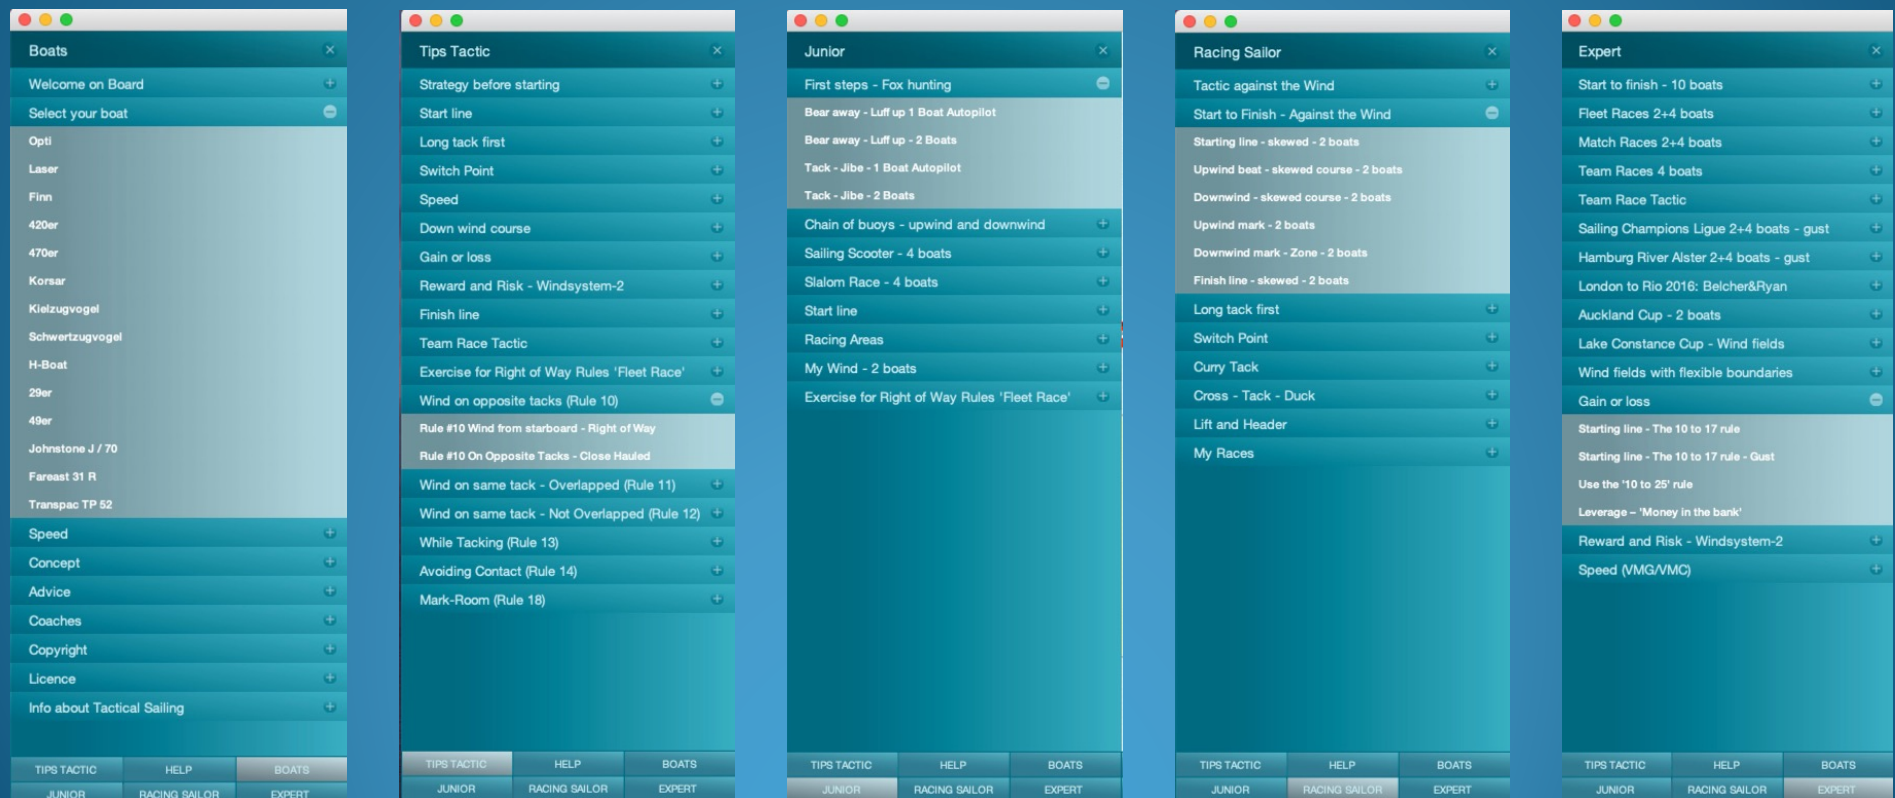 Boats
Welcome on Board
Select your boat
Opti
Laser
Finn
420er
470er
Korsar
Kielzugvogel
Schwertzugvogel
H-Boat
29er
49er
Johnstone J / 70
Fareast 31 R
Transpac TP 52
Speed
Concept
Advice
Coaches
Copyright
Licence
Info about Tactical Sailing
TIPS TACTIC HELP BOATS
JUNIOR RACING SAILOR EXPERT
Tips Tactic
Strategy before starting
Start line
Long tack first
Switch Point
Speed
Down wind course
Gain or loss
Reward and Risk - Windsystem-2
Finish line
Team Race Tactic
Exercise for Right of Way Rules 'Fleet Race'
Wind on opposite tacks (Rule 10)
Rule #10 Wind from starboard - Right of Way
Rule #10 On Opposite Tacks - Close Hauled
Wind on same tack - Overlapped (Rule 11)
Wind on same tack - Not Overlapped (Rule 12)
While Tacking (Rule 13)
Avoiding Contact (Rule 14)
Mark-Room (Rule 18)
TIPS TACTIC HELP BOATS
JUNIOR RACING SAILOR EXPERT
Junior
First steps - Fox hunting
Bear away - Luff up 1 Boat Autopilot
Bear away - Luff up - 2 Boats
Tack - Jibe - 1 Boat Autopilot
Tack - Jibe - 2 Boats
Chain of buoys - upwind and downwind
Sailing Scooter - 4 boats
Slalom Race - 4 boats
Start line
Racing Areas
My Wind - 2 boats
Exercise for Right of Way Rules 'Fleet Race'
TIPS TACTIC HELP BOATS
JUNIOR RACING SAILOR EXPERT
Racing Sailor
Tactic against the Wind
Start to Finish - Against the Wind
Starting line - skewed - 2 boats
Upwind beat - skewed course - 2 boats
Downwind - skewed course - 2 boats
Upwind mark - 2 boats
Downwind mark - Zone - 2 boats
Finish line - skewed - 2 boats
Long tack first
Switch Point
Curry Tack
Cross - Tack - Duck
Lift and Header
My Races
TIPS TACTIC HELP BOATS
JUNIOR RACING SAILOR EXPERT
Expert
Start to finish - 10 boats
Fleet Races 2+4 boats
Match Races 2+4 boats
Team Races 4 boats
Team Race Tactic
Sailing Champions Ligue 2+4 boats - gust
Hamburg River Alster 2+4 boats - gust
London to Rio 2016: Belcher&Ryan
Auckland Cup - 2 boats
Lake Constance Cup - Wind fields
Wind fields with flexible boundaries
Gain or loss
Starting line - The 10 to 17 rule
Starting line - The 10 to 17 rule - Gust
Use the '10 to 25' rule
Leverage – 'Money in the bank'
Reward and Risk - Windsystem-2
Speed (VMG/VMC)
TIPS TACTIC HELP BOATS
JUNIOR RACING SAILOR EXPERT